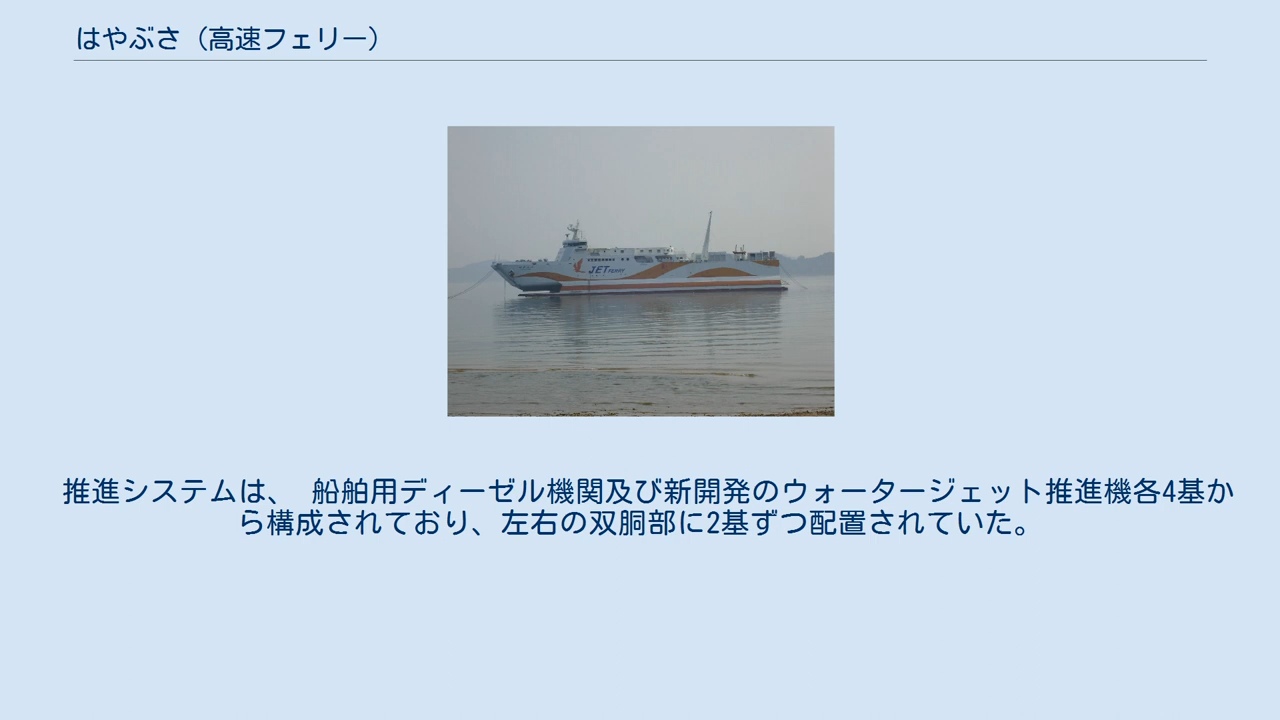 はやぶさ（高速フェリー）
JET FERRY
推進システムは、 船舶用ディーゼル機関及び新開発のウォータージェット推進機各4基か
ら構成されており、左右の双胴部に2基ずつ配置されていた。